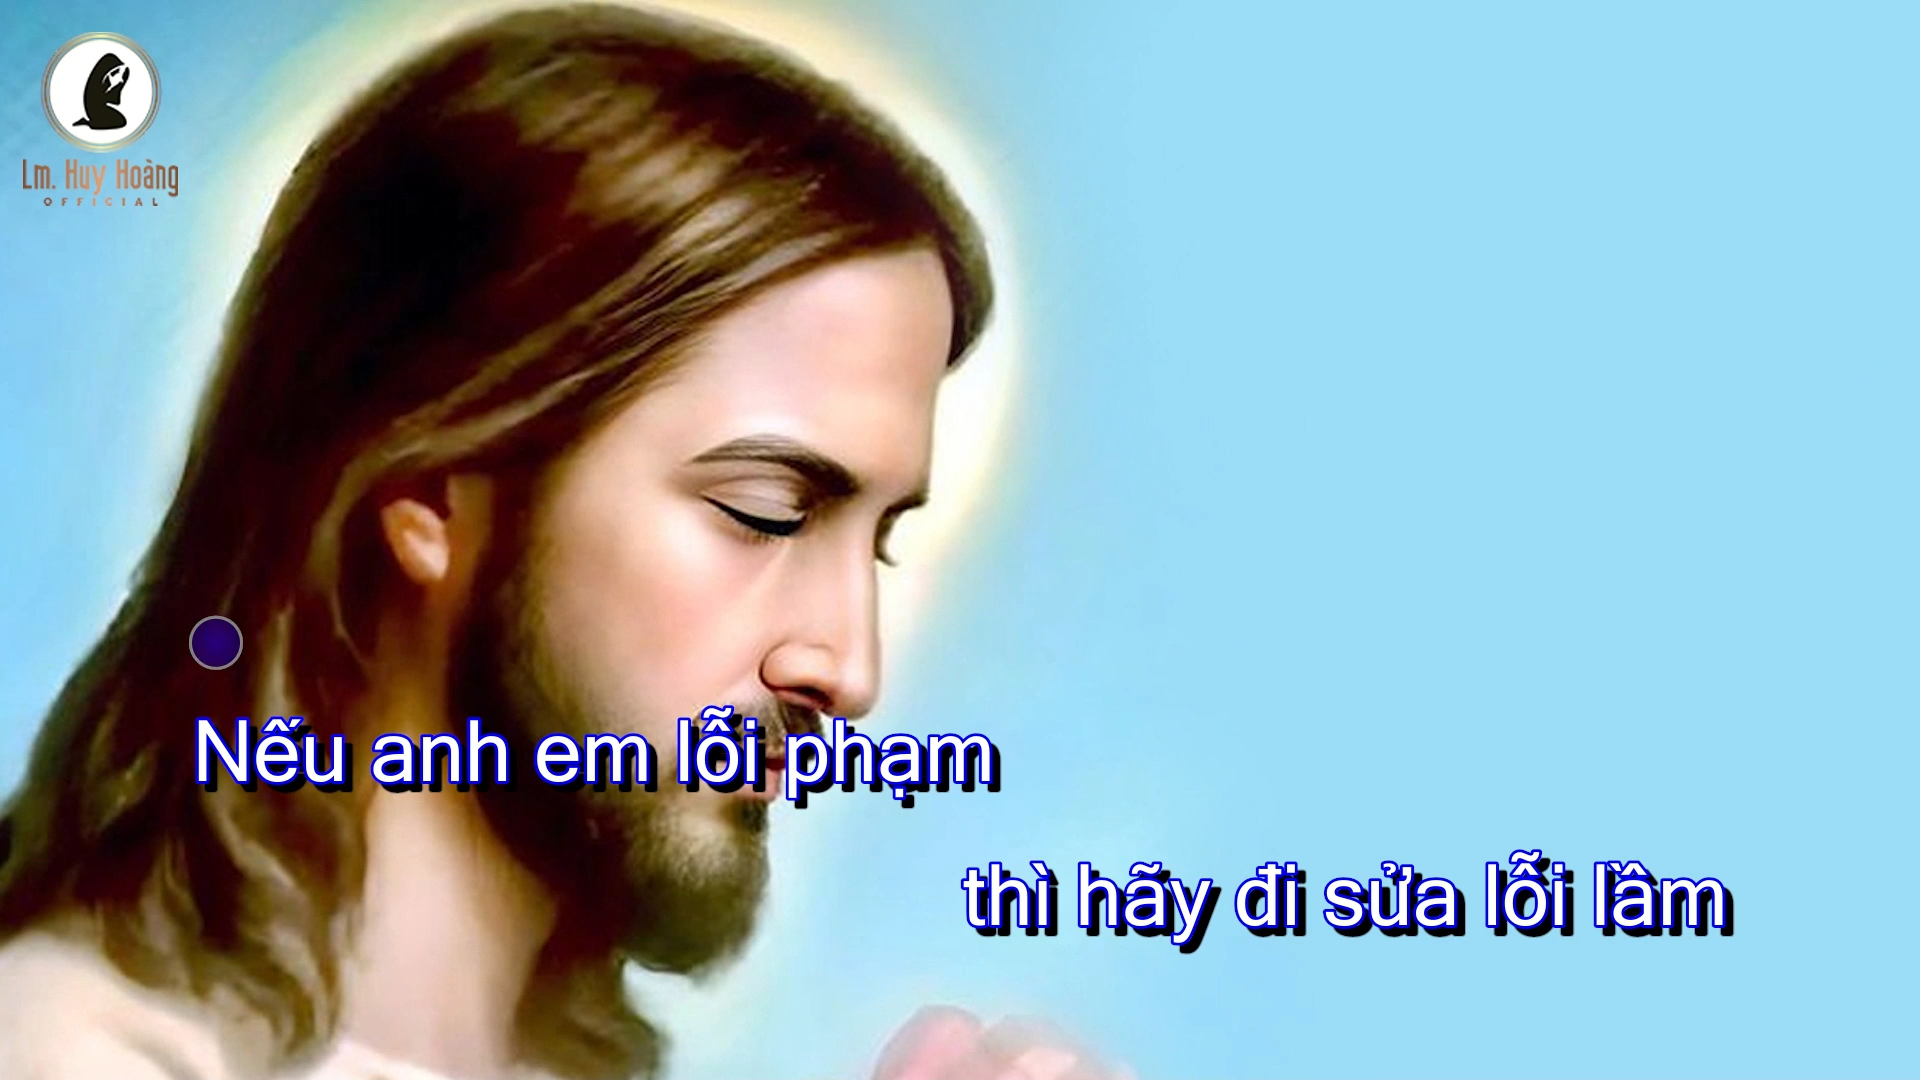 Lm. Huy Hoàng
OFFICIAL
Nếu anh em lỗi phạm
thì hãy đi sửa lỗi lầm